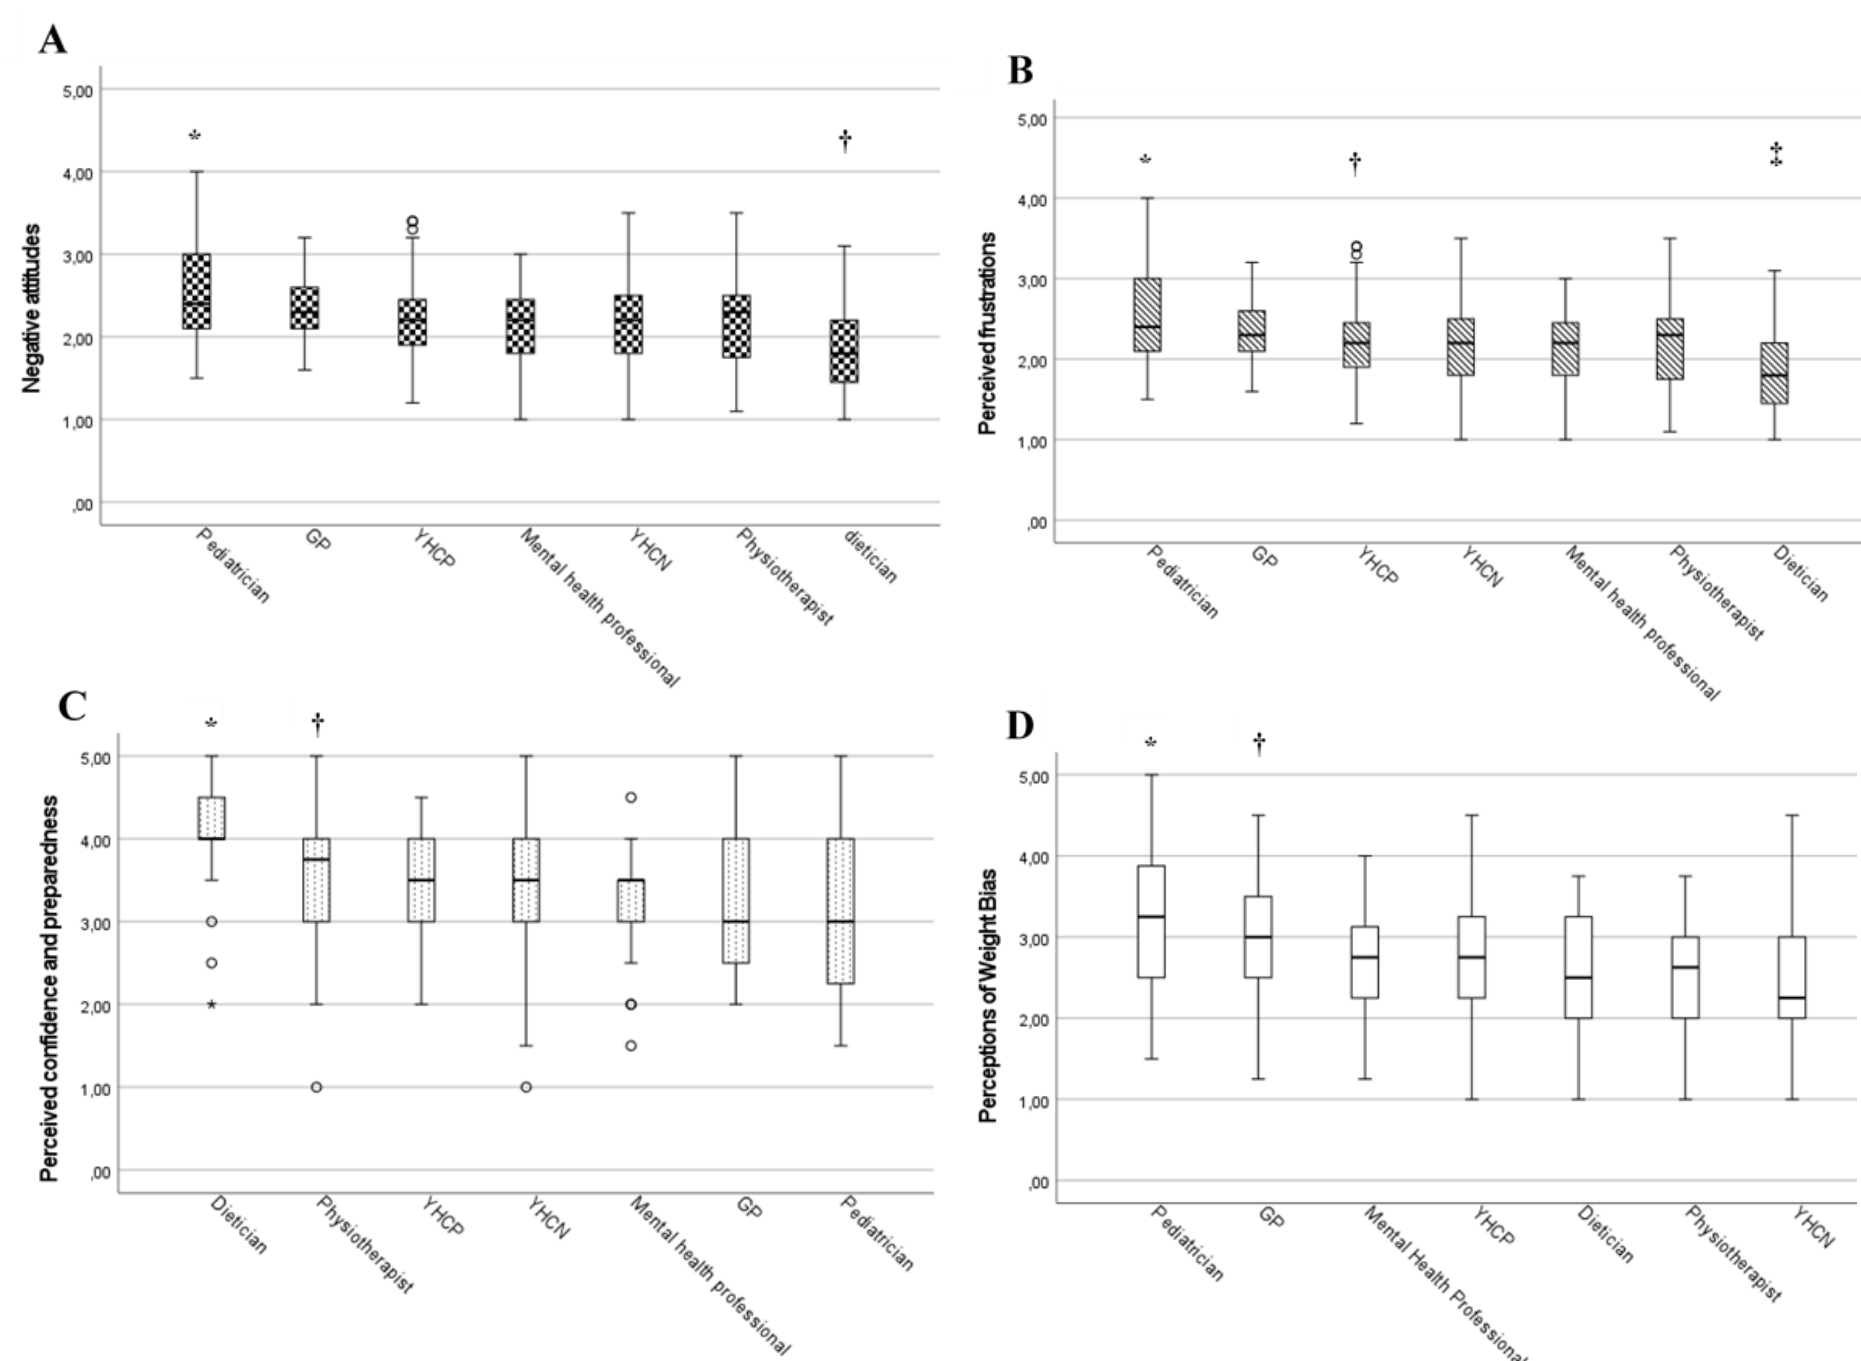 A
Negative attitudes
5,00
4,00
3,00
2,00
1,00
,00
*
†
Pediatrician
GP
YHCP
Mental health professional
YHCN
Physiotherapist
dietician
B
Perceived frustrations
5,00
4,00
3,00
2,00
1,00
,00
*
†
‡
Pediatrician
GP
YHCP
YHCN
Mental health professional
Physiotherapist
Dietician
C
Perceived confidence and preparedness
5,00
4,00
3,00
2,00
1,00
,00
*
†
Dietician
Physiotherapist
YHCP
YHCN
Mental health professional
GP
Pediatrician
D
Perceptions of Weight Bias
5,00
4,00
3,00
2,00
1,00
,00
*
†
Pediatrician
GP
Mental Health Professional
YHCP
Dietician
Physiotherapist
YHCN